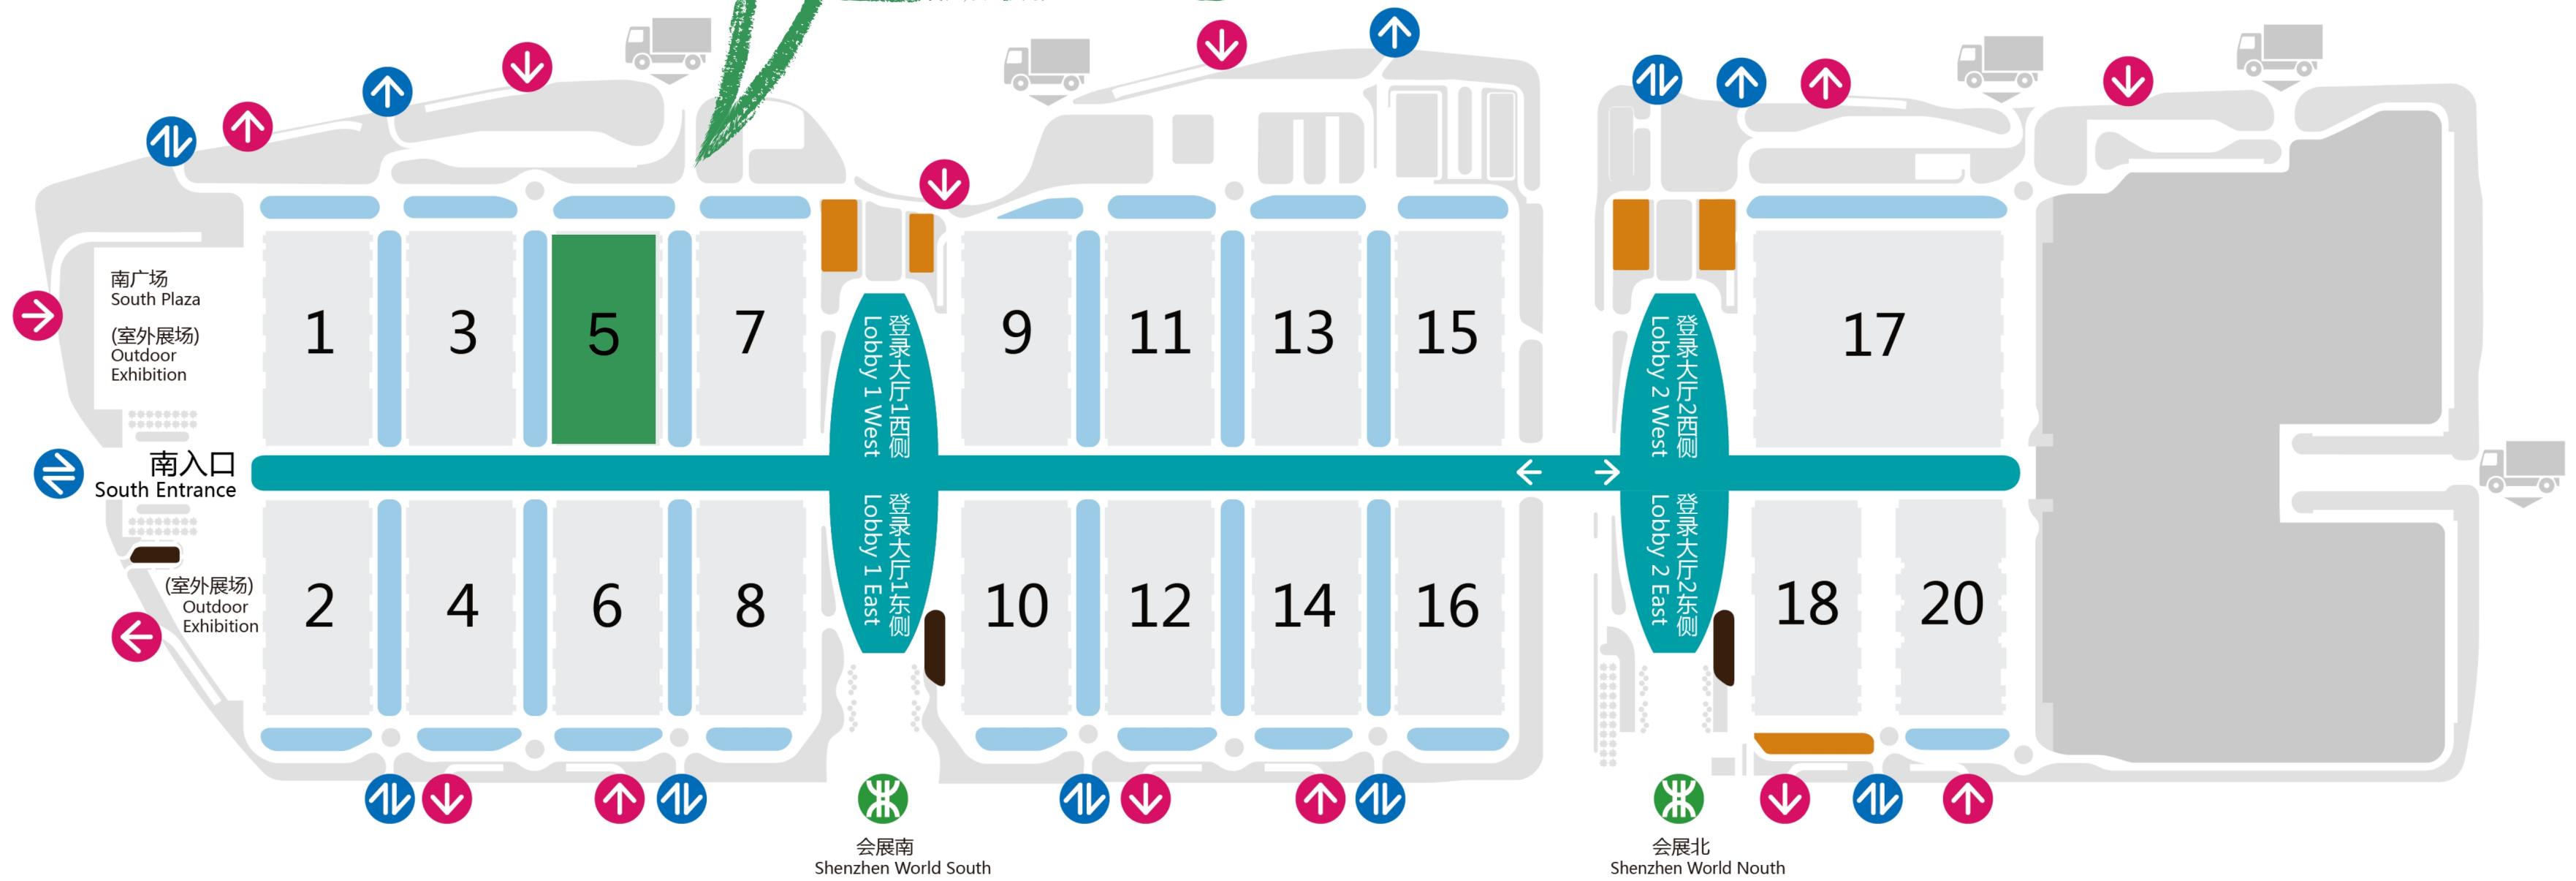 南广场
South Plaza
(室外展场)
Outdoor
Exhibition
南入口
South Entrance
(室外展场)
Outdoor
Exhibition
1
3
5
7
9
11
13
15
17
2
4
6
8
10
12
14
16
18
20
登录大厅1西侧
Lobby 1 West
登录大厅1东侧
Lobby 1 East
登录大厅2西侧
Lobby 2 West
登录大厅2东侧
Lobby 2 East
会展南
Shenzhen World South
会展北
Shenzhen World Nouth